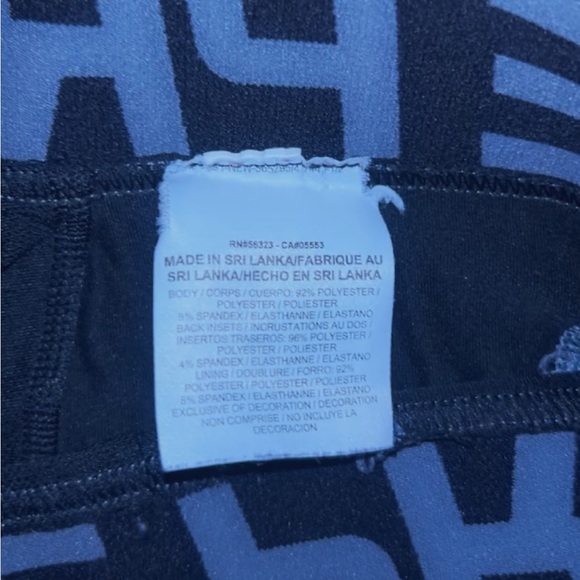 RN#56323 - CA#05553
MADE IN SRI LANKA/FABRIQUE AU
SRI LANKA/HECHO EN SRI LANKA
BODY / CORPS / CUERPO: 92% POLYESTER /
POLYESTER / POLIESTER
8% SPANDEX / ELASTHANNE / ELASTANO
BACK INSETS / INCRUSTATIONS AU DOS /
INSERTOS TRASEROS: 96% POLYESTER /
POLYESTER / POLIESTER
4% SPANDEX / ELASTHANNE / ELASTANO
LINING / DOUBLURE / FORRO: 92%
POLYESTER / POLYESTER / POLIESTER
8% SPANDEX / ELASTHANNE / ELASTANO
EXCLUSIVE OF DECORATION / DECORATION
NON COMPRISE / NO INCLUYE LA
DECORACION